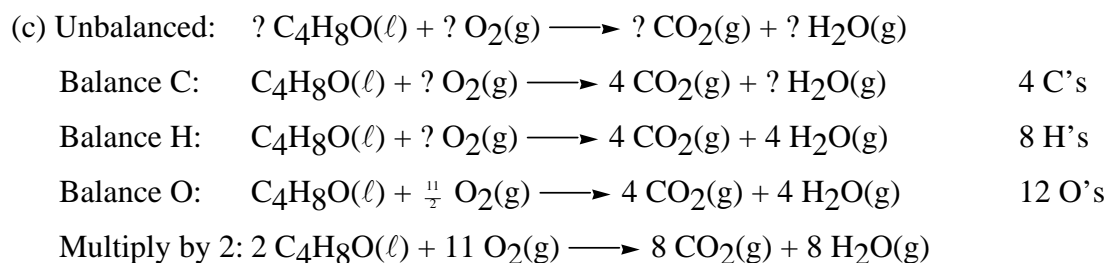 (c) Unbalanced: ? C₄H₈O(ℓ) + ? O₂(g) ⟶ ? CO₂(g) + ? H₂O(g)
Balance C: C₄H₈O(ℓ) + ? O₂(g) ⟶ 4 CO₂(g) + ? H₂O(g) 4 C's
Balance H: C₄H₈O(ℓ) + ? O₂(g) ⟶ 4 CO₂(g) + 4 H₂O(g) 8 H's
Balance O: C₄H₈O(ℓ) + 11/2 O₂(g) ⟶ 4 CO₂(g) + 4 H₂O(g) 12 O's
Multiply by 2: 2 C₄H₈O(ℓ) + 11 O₂(g) ⟶ 8 CO₂(g) + 8 H₂O(g)